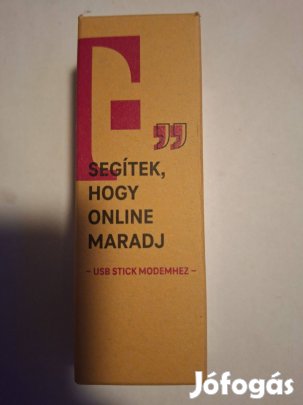 SEGÍTEK,
HOGY
ONLINE
MARADJ
– USB STICK MODEMHEZ –
Jófogás